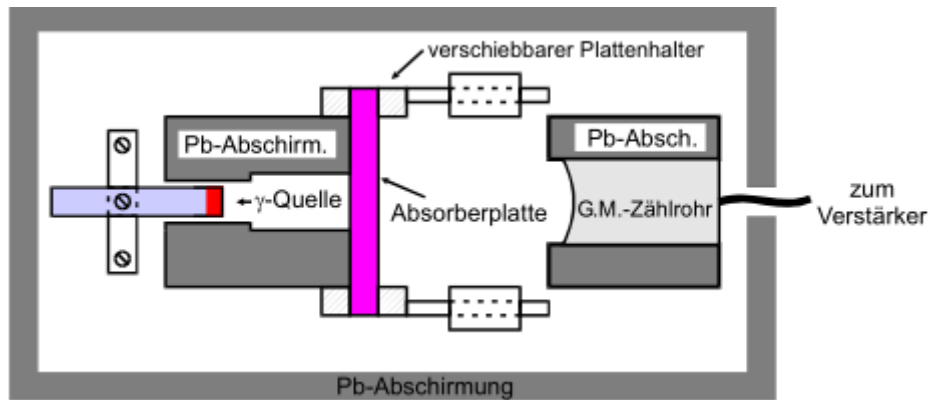 verschiebbarer Plattenhalter
Pb-Abschirm.
Pb-Absch.
γ-Quelle
Absorberplatte
G.M.-Zählrohr
zum
Verstärker
Pb-Abschirmung